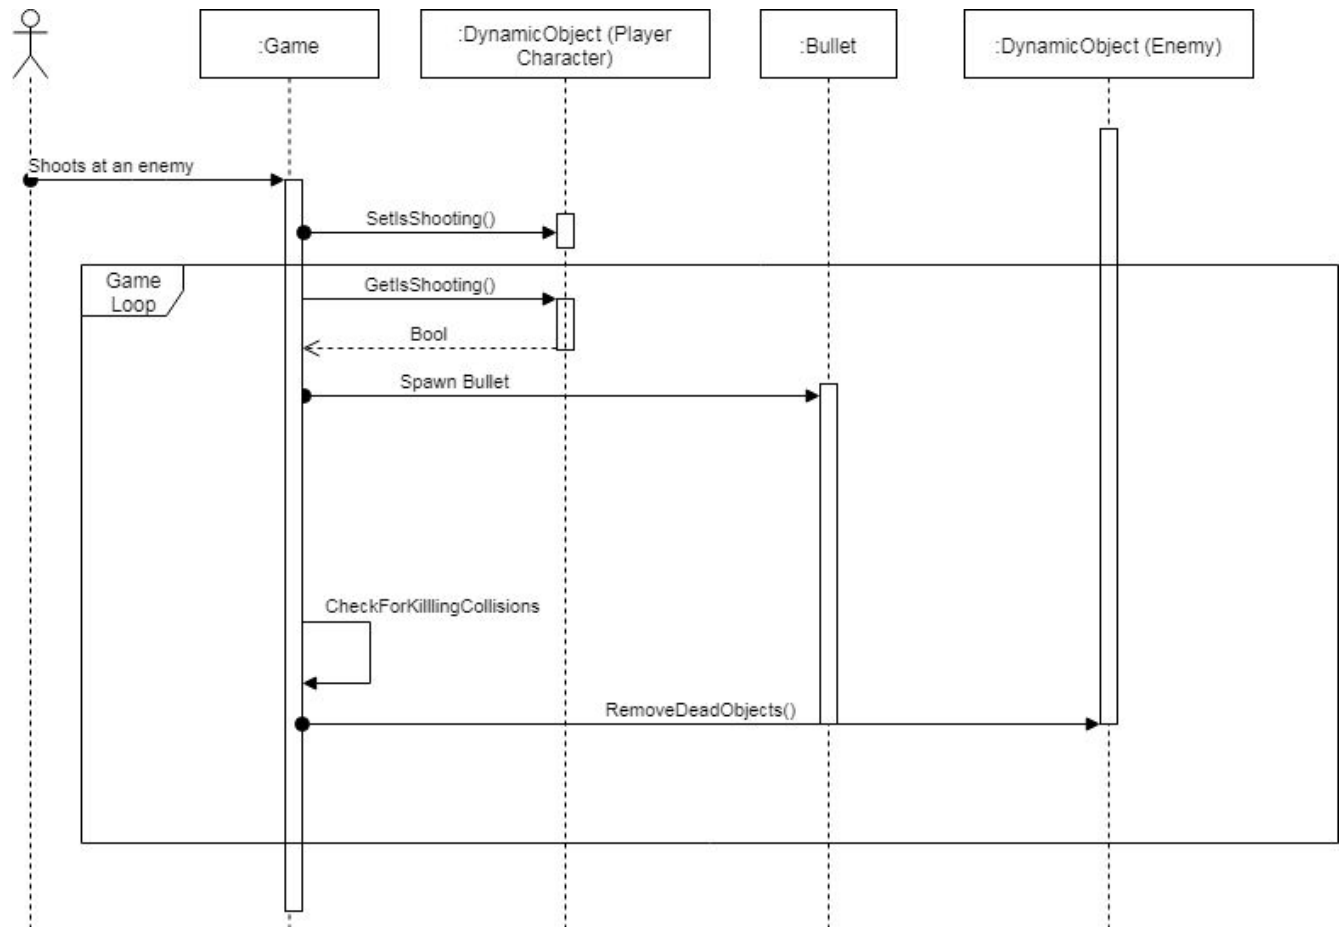 :Game
:DynamicObject (Player
Character)
:Bullet
:DynamicObject (Enemy)
Shoots at an enemy
SetIsShooting()
Game
Loop
GetIsShooting()
Bool
Spawn Bullet
CheckForKilllingCollisions
RemoveDeadObjects()